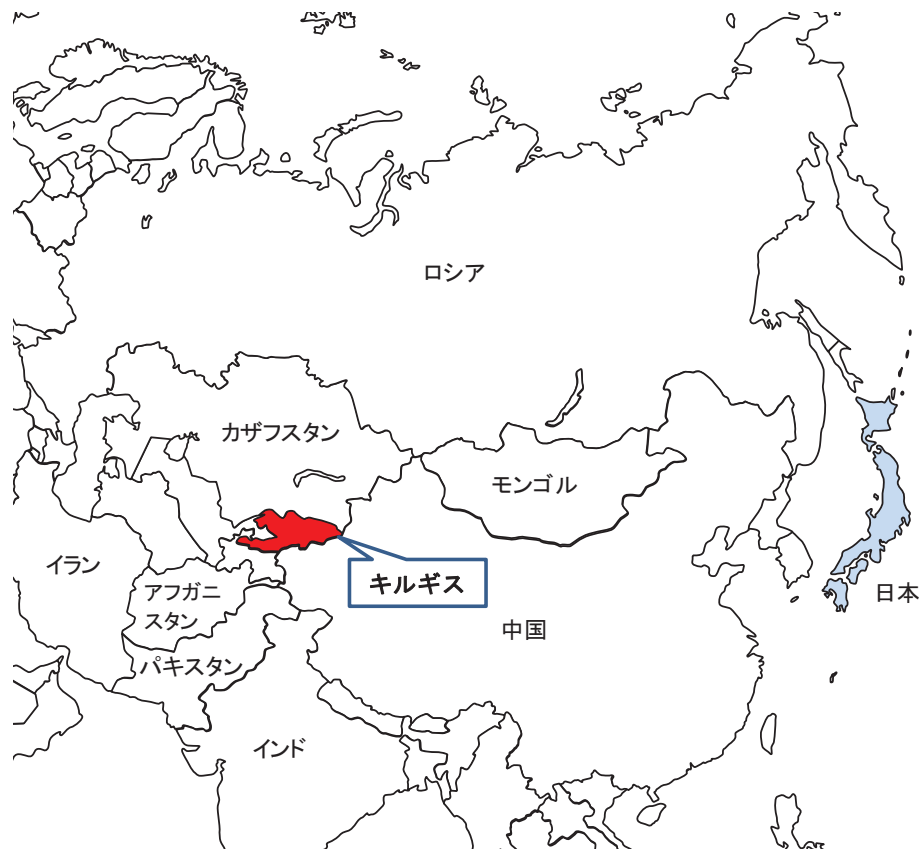 ロシア
カザフスタン
モンゴル
イラン
キルギス
アフガニ
スタン
日本
中国
パキスタン
インド